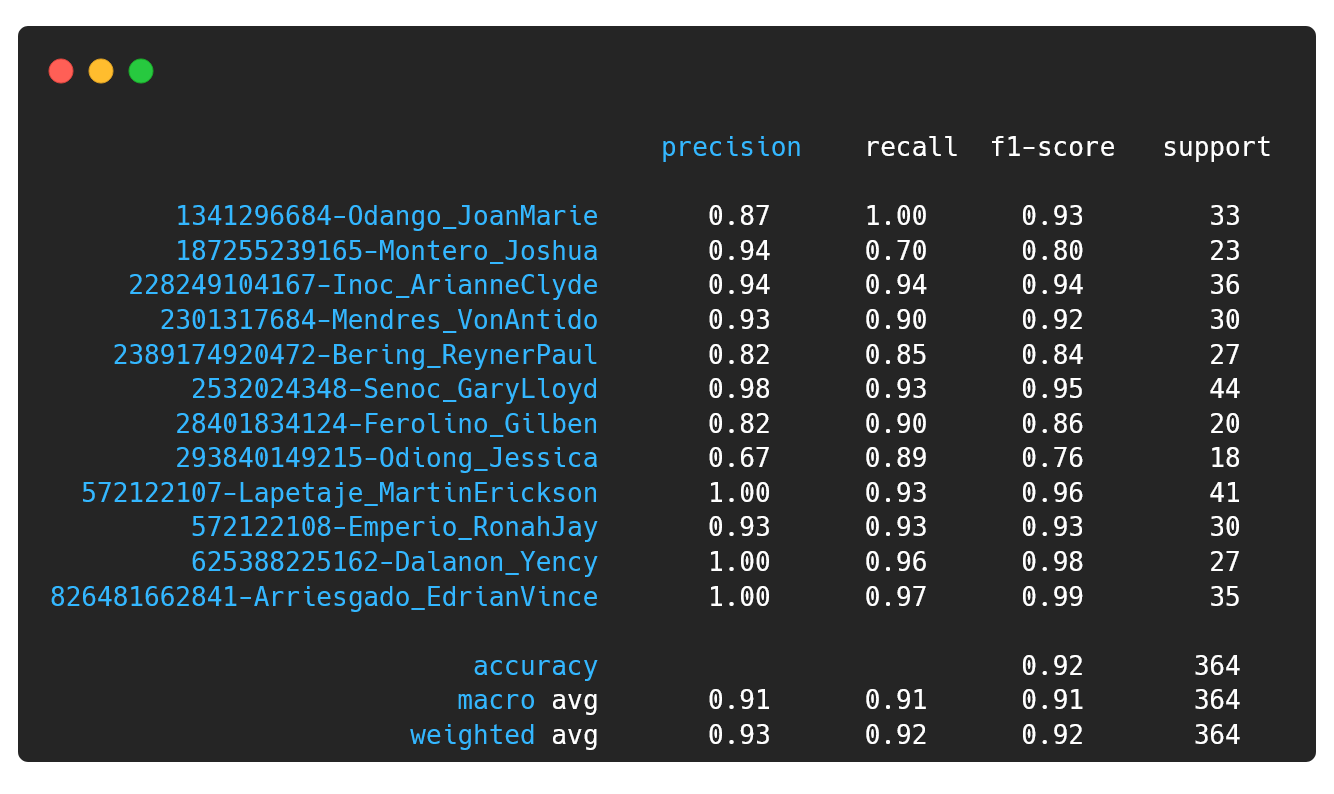 precision recall f1-score support
1341296684-Odango_JoanMarie 0.87 1.00 0.93 33
187255239165-Montero_Joshua 0.94 0.70 0.80 23
228249104167-Inoc_ArianneClyde 0.94 0.94 0.94 36
2301317684-Mendres_VonAntido 0.93 0.90 0.92 30
2389174920472-Bering_ReynerPaul 0.82 0.85 0.84 27
2532024348-Senoc_GaryLloyd 0.98 0.93 0.95 44
28401834124-Ferolino_Gilben 0.82 0.90 0.86 20
293840149215-Odiong_Jessica 0.67 0.89 0.76 18
572122107-Lapetaje_MartinErickson 1.00 0.93 0.96 41
572122108-Emperio_RonahJay 0.93 0.93 0.93 30
625388225162-Dalanon_Yency 1.00 0.96 0.98 27
826481662841-Arriesgado_EdrianVince 1.00 0.97 0.99 35
accuracy 0.92 364
macro avg 0.91 0.91 0.91 364
weighted avg 0.93 0.92 0.92 364